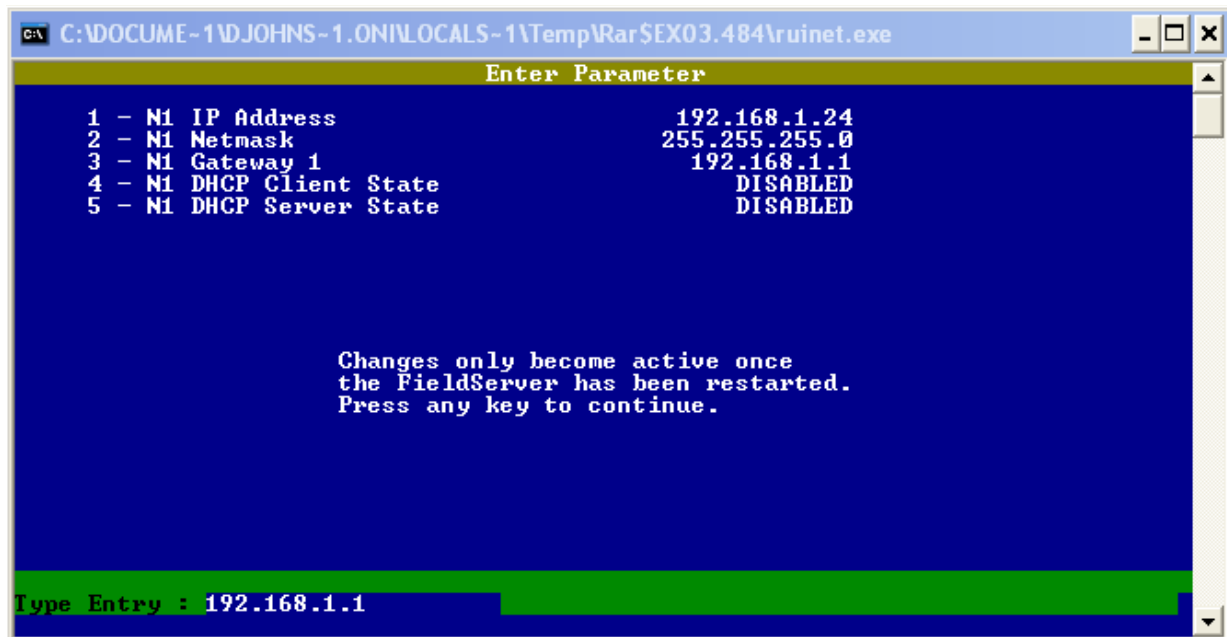 C:\DOCUME~1\DJOHNS~1.ONI\LOCALS~1\Temp\Rar$EX03.484\ruinet.exe
Enter Parameter
1 - N1 IP Address 192.168.1.24
2 - N1 Netmask 255.255.255.0
3 - N1 Gateway 1 192.168.1.1
4 - N1 DHCP Client State DISABLED
5 - N1 DHCP Server State DISABLED
Changes only become active once
the FieldServer has been restarted.
Press any key to continue.
Type Entry : 192.168.1.1